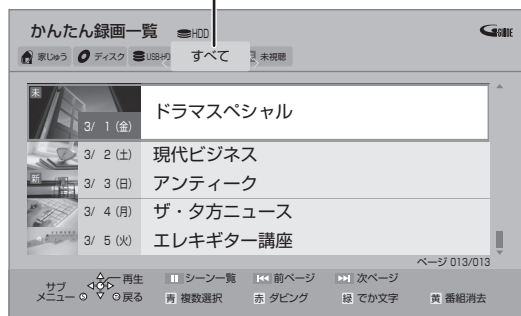 かんたん録画一覧 HDD GGUIDE
家じゅう ディスク USB-HD すべて 未視聴
未
3/ 1(金) ドラマスペシャル
3/ 2(土) 現代ビジネス
新
3/ 3(日) アンティーク
3/ 4(月) ザ・夕方ニュース
3/ 5(火) エレキギター講座
ページ 013/013
サブメニュー 再生 戻る シーン一覧 前ページ 次ページ
青 複数選択 赤 ダビング 緑 でか文字 黄 番組消去